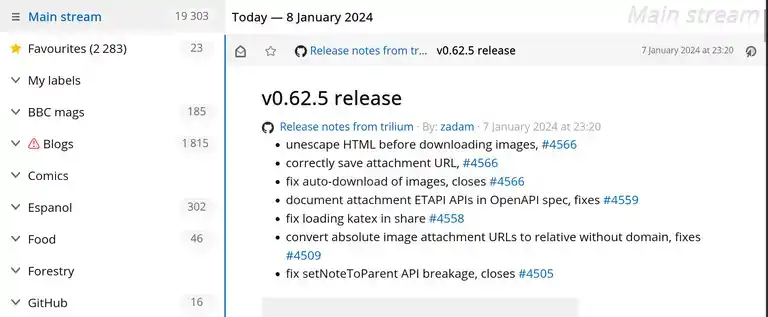 Main stream 19 303
Favourites (2 283) 23
My labels
BBC mags 185
Blogs 1 815
Comics
Espanol 302
Food 46
Forestry
GitHub 16
Today — 8 January 2024
Main stream
Release notes from tr... v0.62.5 release 7 January 2024 at 23:20
v0.62.5 release
Release notes from trilium · By: zadam · 7 January 2024 at 23:20
• unescape HTML before downloading images, #4566
• correctly save attachment URL, #4566
• fix auto-download of images, closes #4566
• document attachment ETAPI APIs in OpenAPI spec, fixes #4559
• fix loading katex in share #4558
• convert absolute image attachment URLs to relative without domain, fixes
#4509
• fix setNoteToParent API breakage, closes #4505